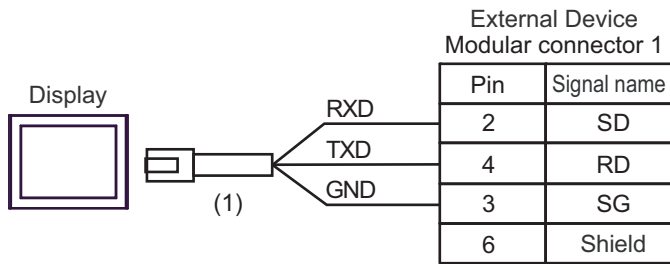 External Device
Modular connector 1
Display
Pin Signal name
RXD 2 SD
TXD 4 RD
GND 3 SG
(1)
6 Shield